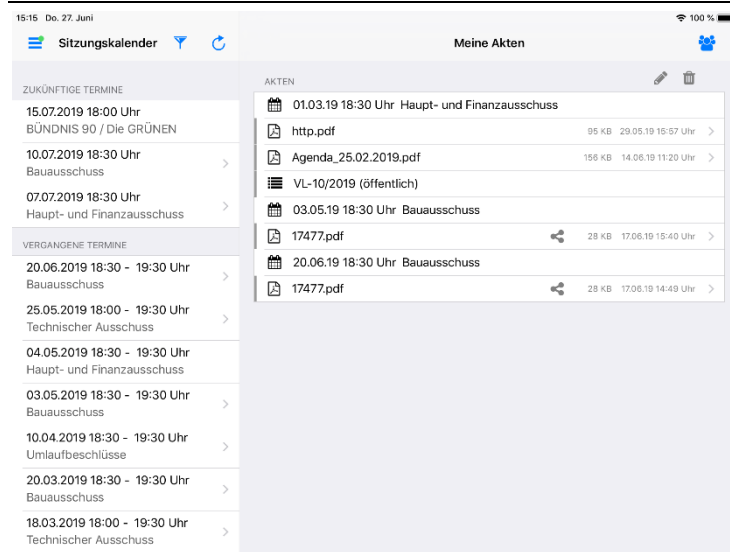 15:15 Do. 27. Juni
100 %
Sitzungskalender
Meine Akten
ZUKÜNFTIGE TERMINE
15.07.2019 18:00 Uhr
BÜNDNIS 90 / Die GRÜNEN
10.07.2019 18:30 Uhr
Bauausschuss
07.07.2019 18:30 Uhr
Haupt- und Finanzausschuss
VERGANGENE TERMINE
20.06.2019 18:30 - 19:30 Uhr
Bauausschuss
25.05.2019 18:00 - 19:30 Uhr
Technischer Ausschuss
04.05.2019 18:30 - 19:30 Uhr
Haupt- und Finanzausschuss
03.05.2019 18:30 - 19:30 Uhr
Bauausschuss
10.04.2019 18:30 - 19:30 Uhr
Umlaufbeschlüsse
20.03.2019 18:30 - 19:30 Uhr
Bauausschuss
18.03.2019 18:00 - 19:30 Uhr
Technischer Ausschuss
AKTEN
01.03.19 18:30 Uhr Haupt- und Finanzausschuss
http.pdf 95 KB 29.05.19 15:57 Uhr
Agenda_25.02.2019.pdf 156 KB 14.06.19 11:20 Uhr
VL-10/2019 (öffentlich)
03.05.19 18:30 Uhr Bauausschuss
17477.pdf 28 KB 17.06.19 15:40 Uhr
20.06.19 18:30 Uhr Bauausschuss
17477.pdf 28 KB 17.06.19 14:49 Uhr